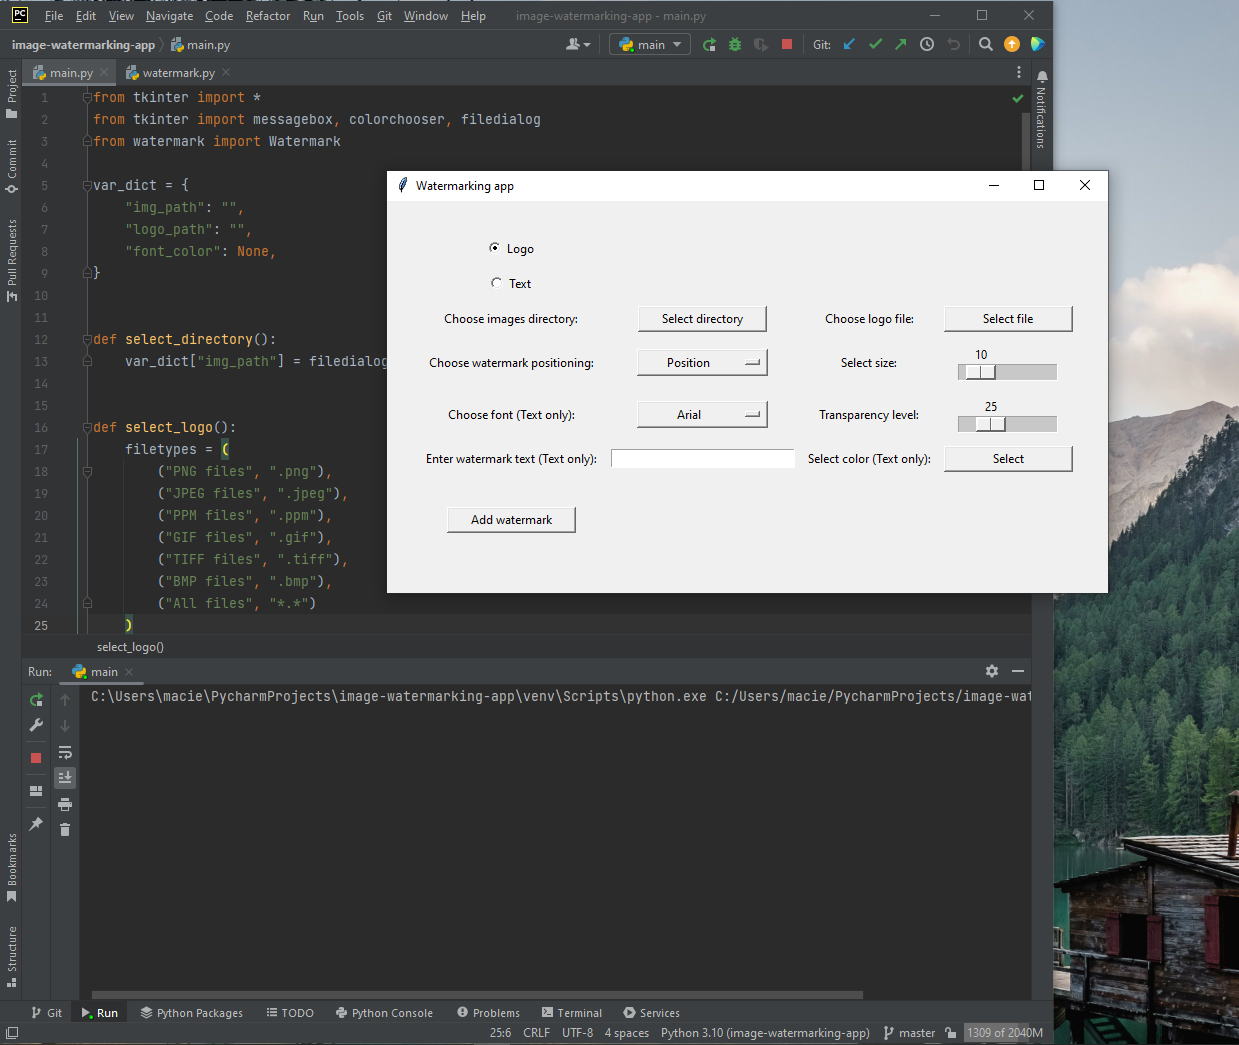 PC File Edit View Navigate Code Refactor Run Tools Git Window Help image-watermarking-app - main.py
image-watermarking-app main.py main Git:
main.py watermark.py
Project
Commit
Pull Requests
Bookmarks
Structure
Notifications
1 from tkinter import *
2 from tkinter import messagebox, colorchooser, filedialog
3 from watermark import Watermark
4
5 var_dict = {
6 "img_path": "",
7 "logo_path": "",
8 "font_color": None,
9 }
10
11
12 def select_directory():
13 var_dict["img_path"] = filedialog
14
15
16 def select_logo():
17 filetypes = (
18 ("PNG files", ".png"),
19 ("JPEG files", ".jpeg"),
20 ("PPM files", ".ppm"),
21 ("GIF files", ".gif"),
22 ("TIFF files", ".tiff"),
23 ("BMP files", ".bmp"),
24 ("All files", "*.*")
25 )
select_logo()
Watermarking app
Logo
Text
Choose images directory: Select directory Choose logo file: Select file
Choose watermark positioning: Position Select size: 10
Choose font (Text only): Arial Transparency level: 25
Enter watermark text (Text only): Select color (Text only): Select
Add watermark
Run: main
C:\Users\macie\PycharmProjects\image-watermarking-app\venv\Scripts\python.exe C:/Users/macie/PycharmProjects/image-wat
Git Run Python Packages TODO Python Console Problems Terminal Services
25:6 CRLF UTF-8 4 spaces Python 3.10 (image-watermarking-app) master 1309 of 2040M